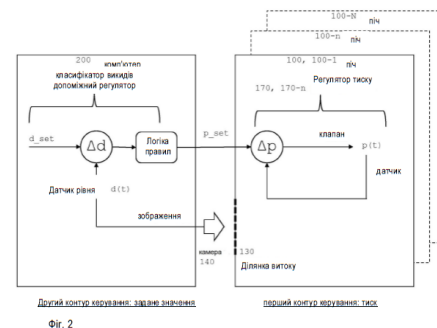 100-N піч
100-n піч
200 комп'ютер
100, 100-1 піч
класифікатор викидів
допоміжний регулятор
170, 170-n
Регулятор тиску
d_set
Δd
Логіка
правил
p_set
Δp
клапан
p(t)
датчик
Датчик рівня d(t)
зображення
камера
140
130
Ділянка витоку
Другий контур керування: задане значення
перший контур керування: тиск
Фіг. 2